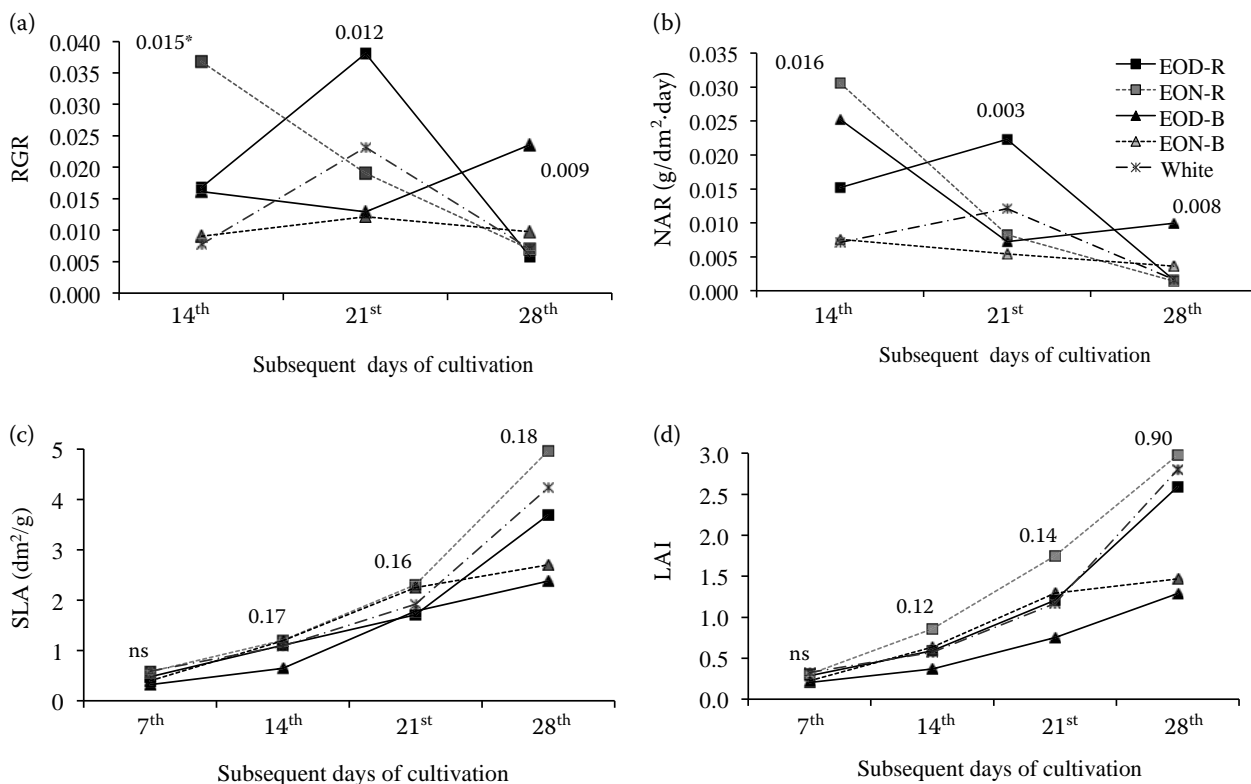 (a)
0.040
0.035
0.030
0.025
0.020
0.015
0.010
0.005
0.000
RGR
0.015*
0.012
0.009
14th
21st
28th
Subsequent days of cultivation
(b)
0.035
0.030
0.025
0.020
0.015
0.010
0.005
0.000
NAR (g/dm²·day)
0.016
0.003
0.008
EOD-R
EON-R
EOD-B
EON-B
White
14th
21st
28th
Subsequent days of cultivation
(c)
5
4
3
2
1
0
SLA (dm²/g)
ns
0.17
0.16
0.18
7th
14th
21st
28th
Subsequent days of cultivation
(d)
3.0
2.5
2.0
1.5
1.0
0.5
0.0
LAI
ns
0.12
0.14
0.90
7th
14th
21st
28th
Subsequent days of cultivation